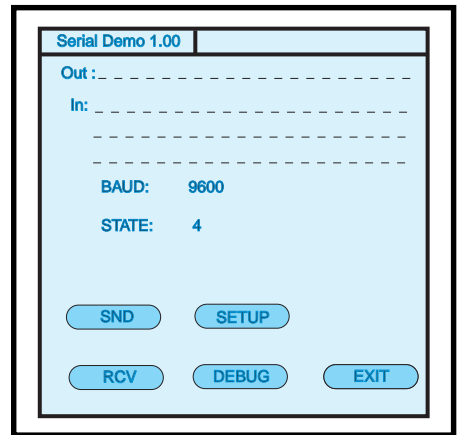 Serial Demo 1.00
Out :
In:
BAUD: 9600
STATE: 4
SND SETUP
RCV DEBUG EXIT